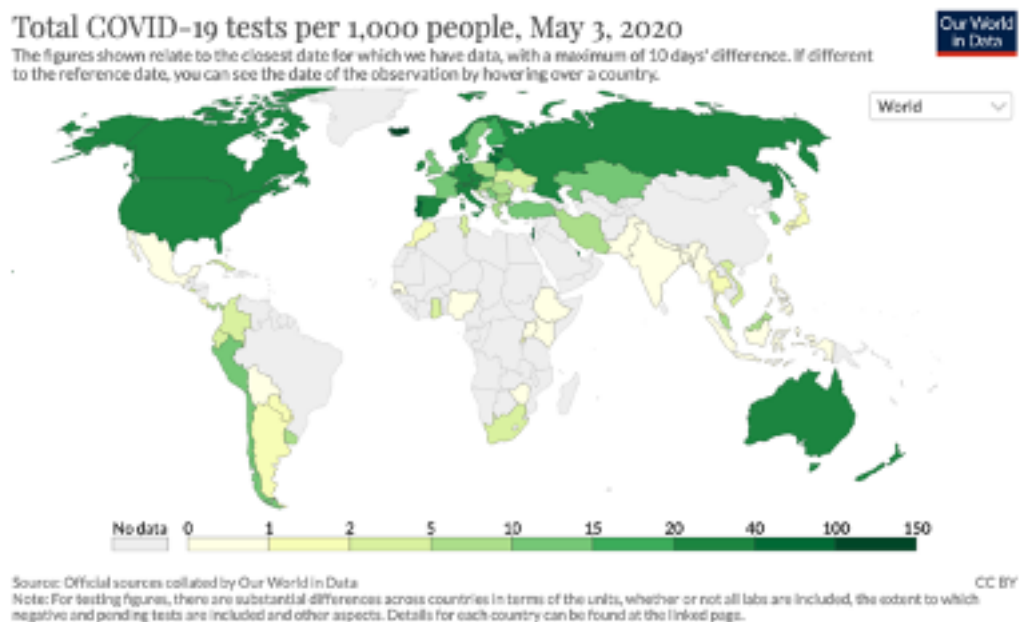 Total COVID-19 tests per 1,000 people, May 3, 2020
Our World
in Data
The figures shown relate to the closest date for which we have data, with a maximum of 10 days' difference. If different
to the reference date, you can see the date of the observation by hovering over a country.
World
No data 0 1 2 5 10 15 20 40 100 150
Source: Official sources collated by Our World in Data
CC BY
Note: For testing figures, there are substantial differences across countries in terms of the units, whether or not all labs are included, the extent to which
negative and pending tests are included and other aspects. Details for each country can be found at the linked page.